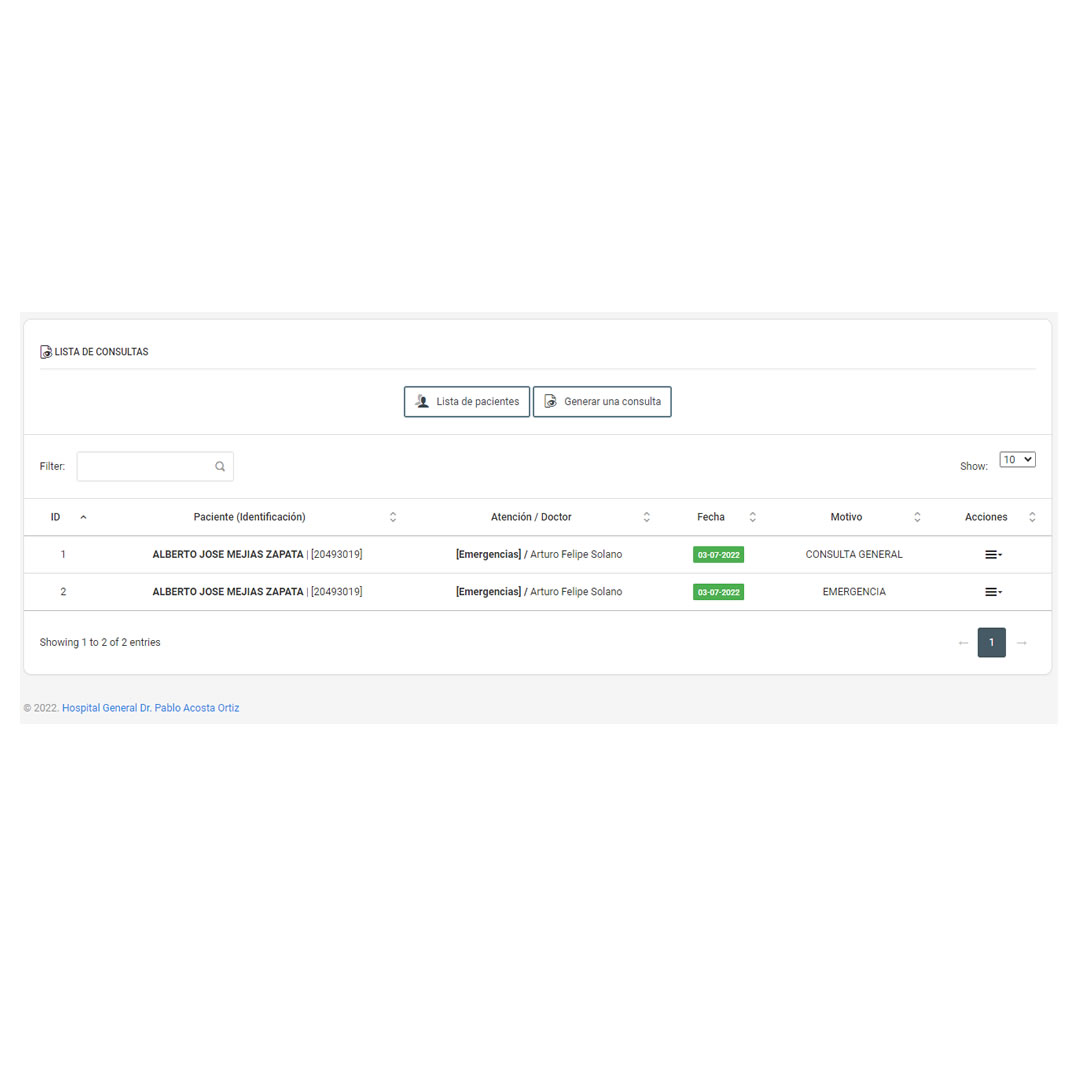 LISTA DE CONSULTAS
Lista de pacientes Generar una consulta
Filter: Show: 10
ID Paciente (Identificación) Atención / Doctor Fecha Motivo Acciones
1 ALBERTO JOSE MEJIAS ZAPATA | [20493019] [Emergencias] / Arturo Felipe Solano 03-07-2022 CONSULTA GENERAL
2 ALBERTO JOSE MEJIAS ZAPATA | [20493019] [Emergencias] / Arturo Felipe Solano 03-07-2022 EMERGENCIA
Showing 1 to 2 of 2 entries ← 1 →
© 2022. Hospital General Dr. Pablo Acosta Ortiz